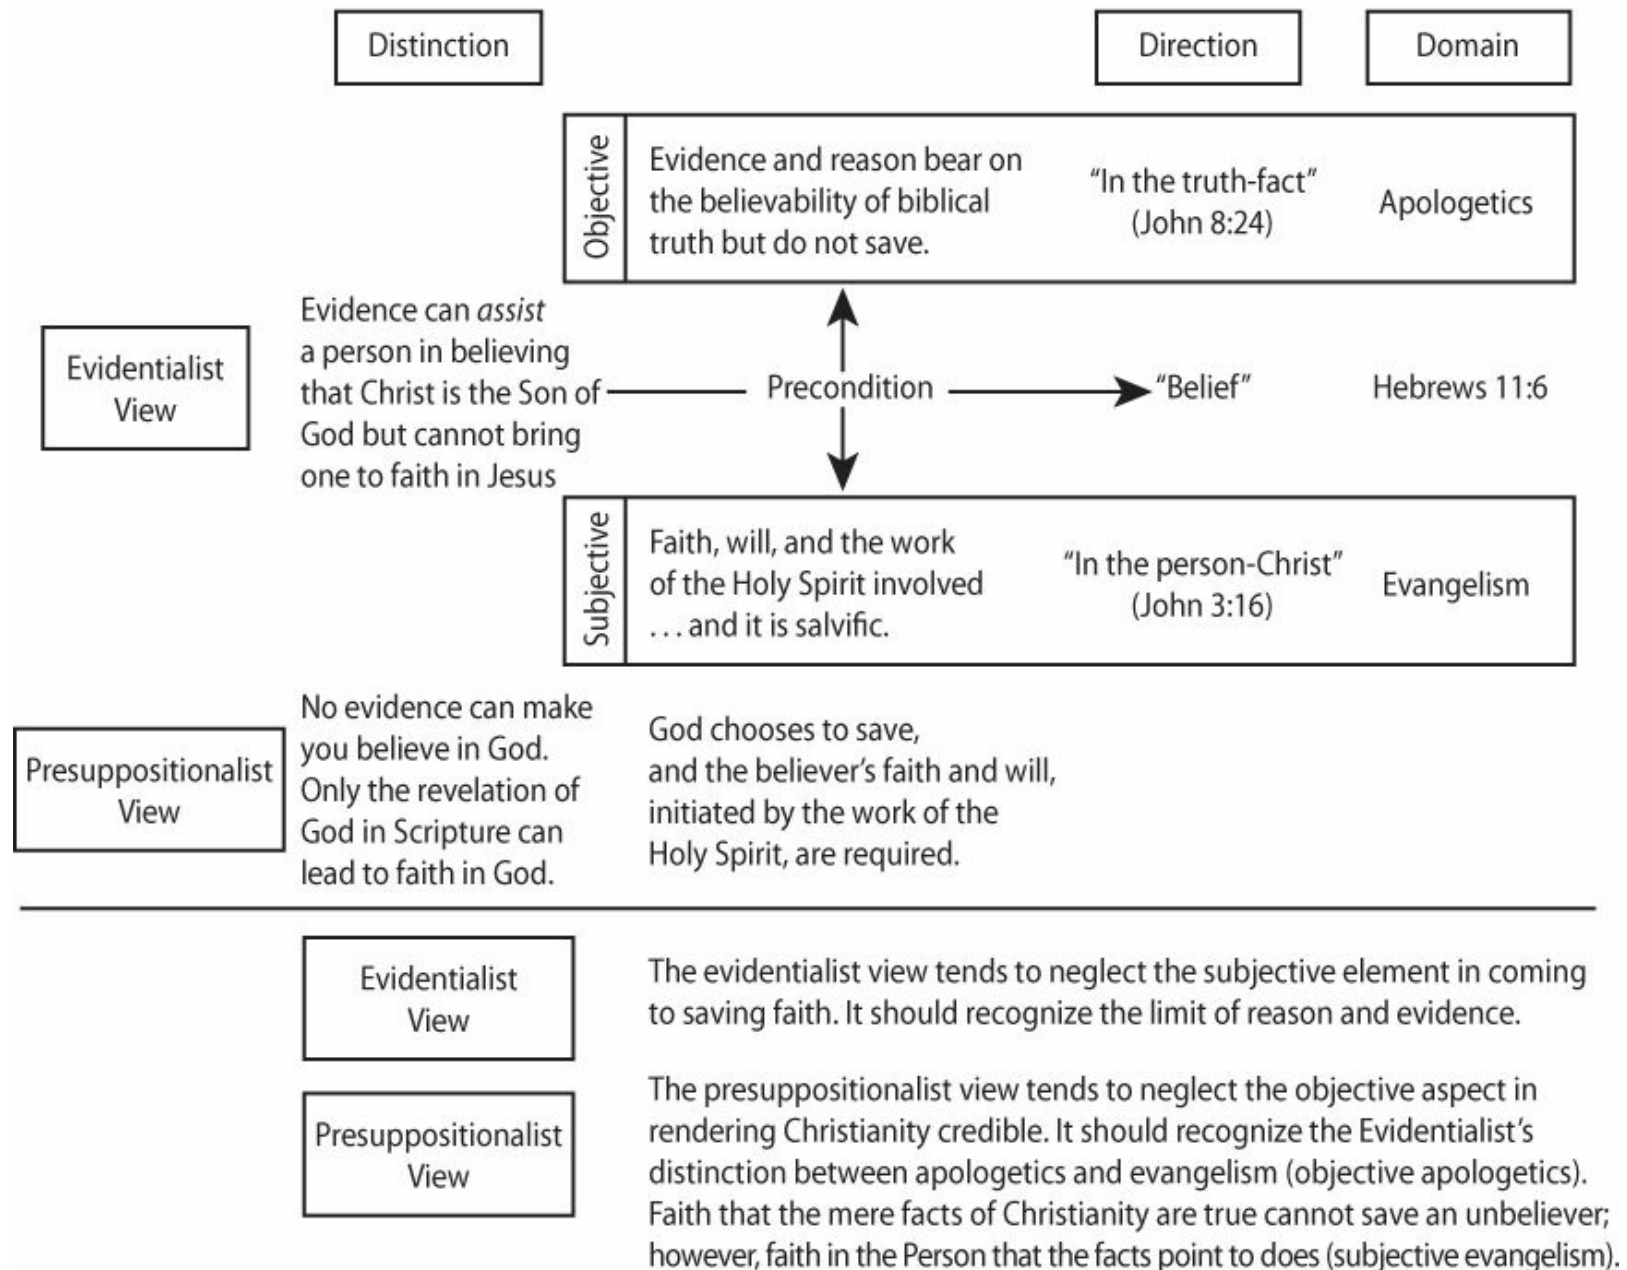 Distinction
Direction
Domain
Objective
Evidence and reason bear on
the believability of biblical
truth but do not save.
“In the truth-fact”
(John 8:24)
Apologetics
Evidentialist
View
Evidence can assist
a person in believing
that Christ is the Son of
God but cannot bring
one to faith in Jesus
Precondition
“Belief”
Hebrews 11:6
Subjective
Faith, will, and the work
of the Holy Spirit involved
. . . and it is salvific.
“In the person-Christ”
(John 3:16)
Evangelism
Presuppositionalist
View
No evidence can make
you believe in God.
Only the revelation of
God in Scripture can
lead to faith in God.
God chooses to save,
and the believer’s faith and will,
initiated by the work of the
Holy Spirit, are required.
Evidentialist
View
The evidentialist view tends to neglect the subjective element in coming
to saving faith. It should recognize the limit of reason and evidence.
Presuppositionalist
View
The presuppositionalist view tends to neglect the objective aspect in
rendering Christianity credible. It should recognize the Evidentialist’s
distinction between apologetics and evangelism (objective apologetics).
Faith that the mere facts of Christianity are true cannot save an unbeliever;
however, faith in the Person that the facts point to does (subjective evangelism).